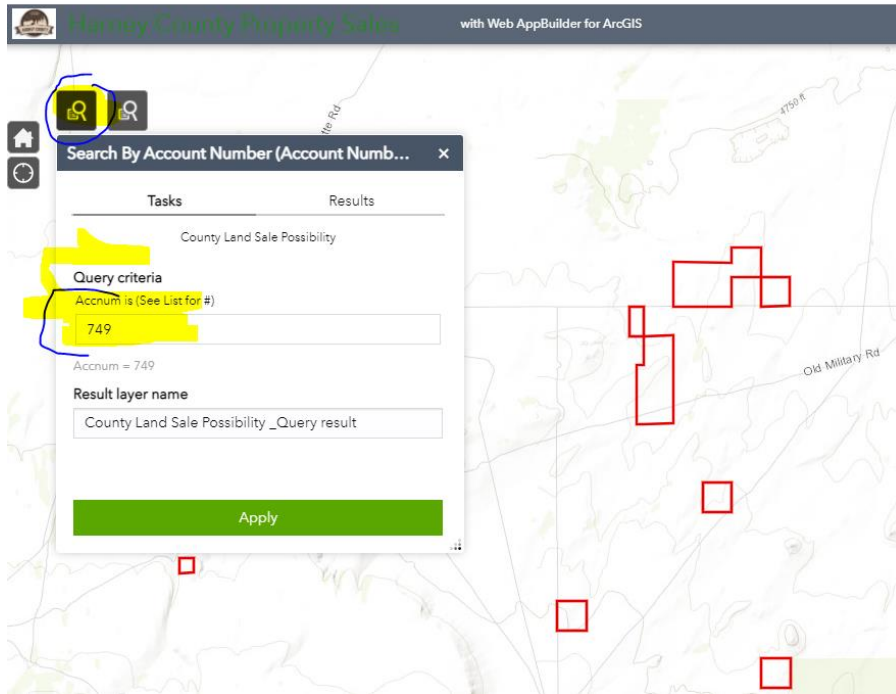 Harney County Property Sales with Web AppBuilder for ArcGIS
4750 ft
Search By Account Number (Account Numb...
×
Tasks Results
County Land Sale Possibility
Query criteria
Accnum is (See List for #)
749
Accnum = 749
Old Military Rd
Result layer name
County Land Sale Possibility _Query result
Apply